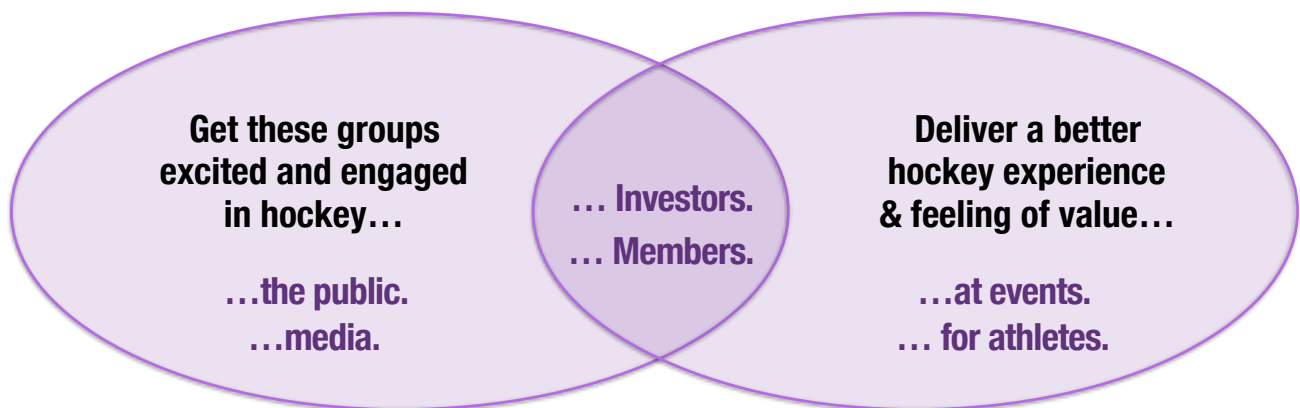 Get these groups
excited and engaged
in hockey…
…the public.
…media.
… Investors.
… Members.
Deliver a better
hockey experience
& feeling of value…
…at events.
… for athletes.